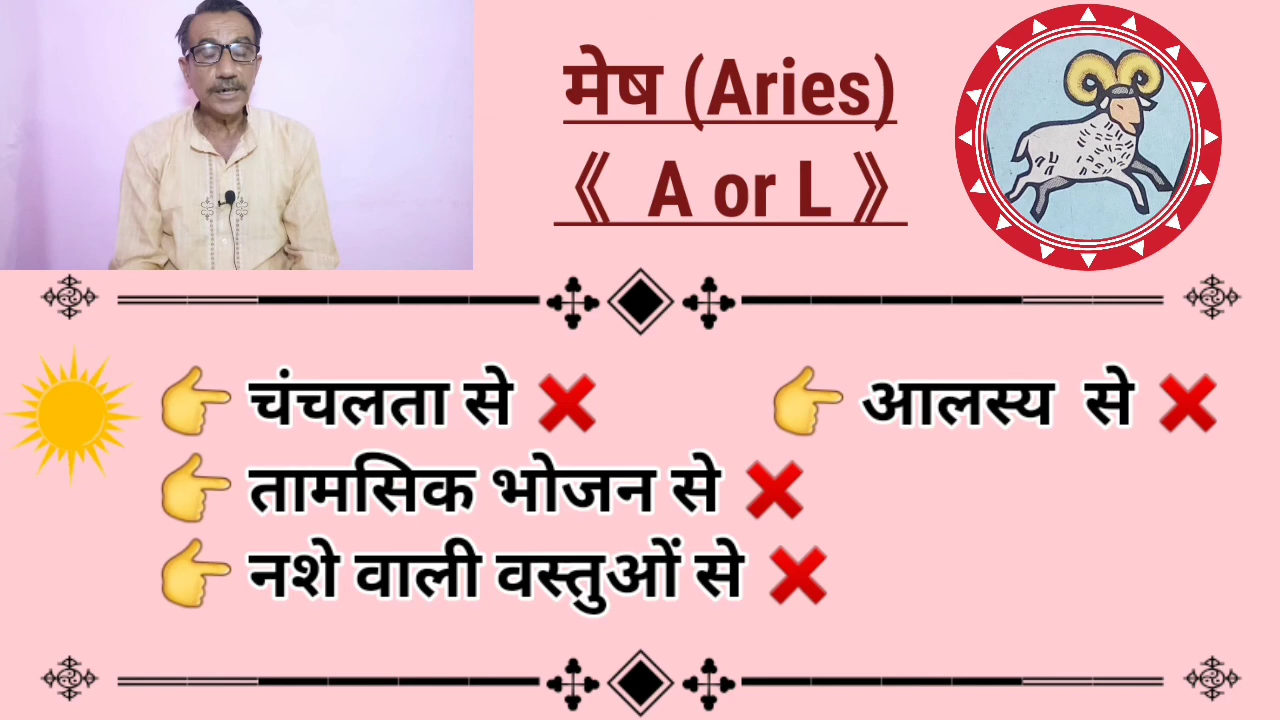 मेष (Aries)
《 A or L 》
चंचलता से ❌ 👉 आलस्य से ❌
👉 तामसिक भोजन से ❌
👉 नशे वाली वस्तुओं से ❌